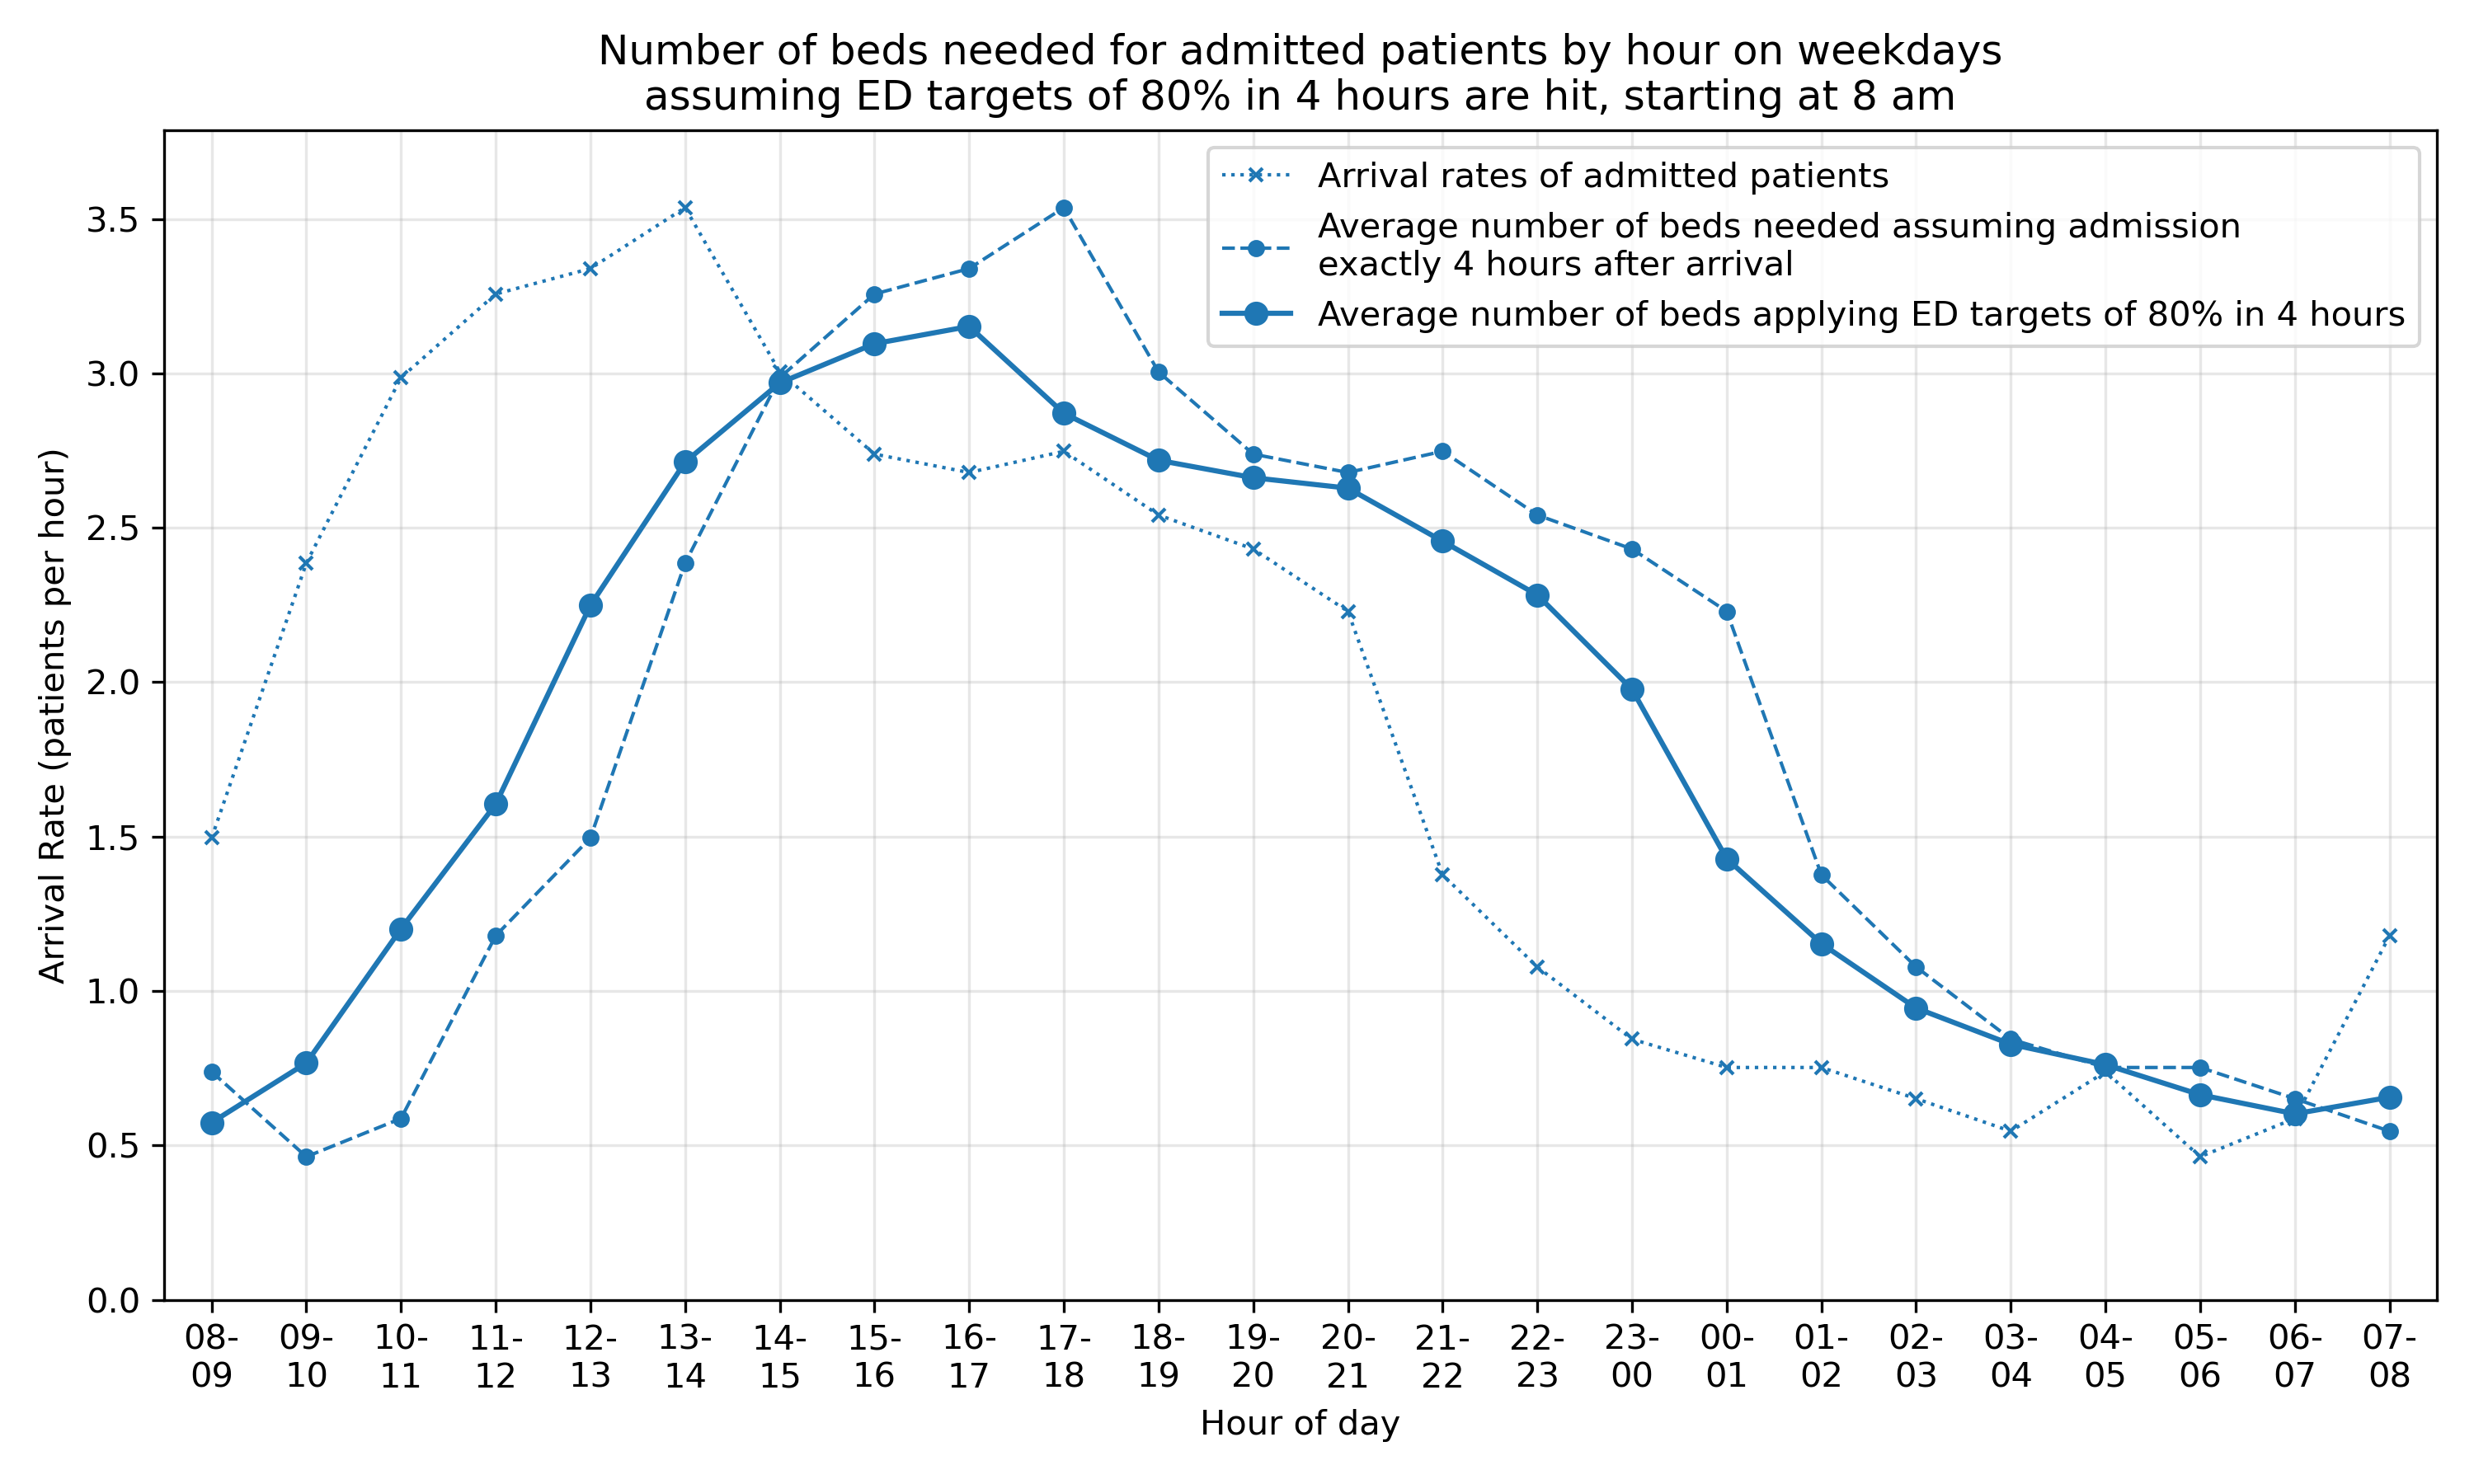 Number of beds needed for admitted patients by hour on weekdays
assuming ED targets of 80% in 4 hours are hit, starting at 8 am
Arrival rates of admitted patients
Average number of beds needed assuming admission
exactly 4 hours after arrival
Average number of beds applying ED targets of 80% in 4 hours
Arrival Rate (patients per hour)
3.5
3.0
2.5
2.0
1.5
1.0
0.5
0.0
08- 09- 10- 11- 12- 13- 14- 15- 16- 17- 18- 19- 20- 21- 22- 23- 00- 01- 02- 03- 04- 05- 06- 07-
09 10 11 12 13 14 15 16 17 18 19 20 21 22 23 00 01 02 03 04 05 06 07 08
Hour of day